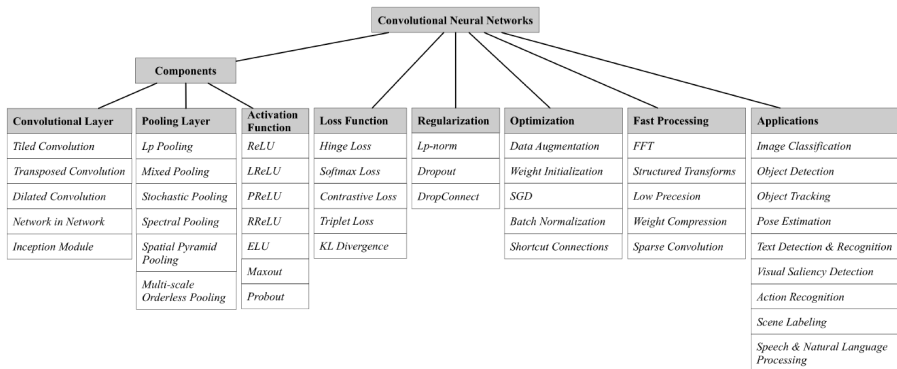 Convolutional Neural Networks
Components
Convolutional Layer
Tiled Convolution
Transposed Convolution
Dilated Convolution
Network in Network
Inception Module
Pooling Layer
Lp Pooling
Mixed Pooling
Stochastic Pooling
Spectral Pooling
Spatial Pyramid
Pooling
Multi-scale
Orderless Pooling
Activation
Function
ReLU
LReLU
PReLU
RReLU
ELU
Maxout
Probout
Loss Function
Hinge Loss
Softmax Loss
Contrastive Loss
Triplet Loss
KL Divergence
Regularization
Lp-norm
Dropout
DropConnect
Optimization
Data Augmentation
Weight Initialization
SGD
Batch Normalization
Shortcut Connections
Fast Processing
FFT
Structured Transforms
Low Precesion
Weight Compression
Sparse Convolution
Applications
Image Classification
Object Detection
Object Tracking
Pose Estimation
Text Detection & Recognition
Visual Saliency Detection
Action Recognition
Scene Labeling
Speech & Natural Language
Processing